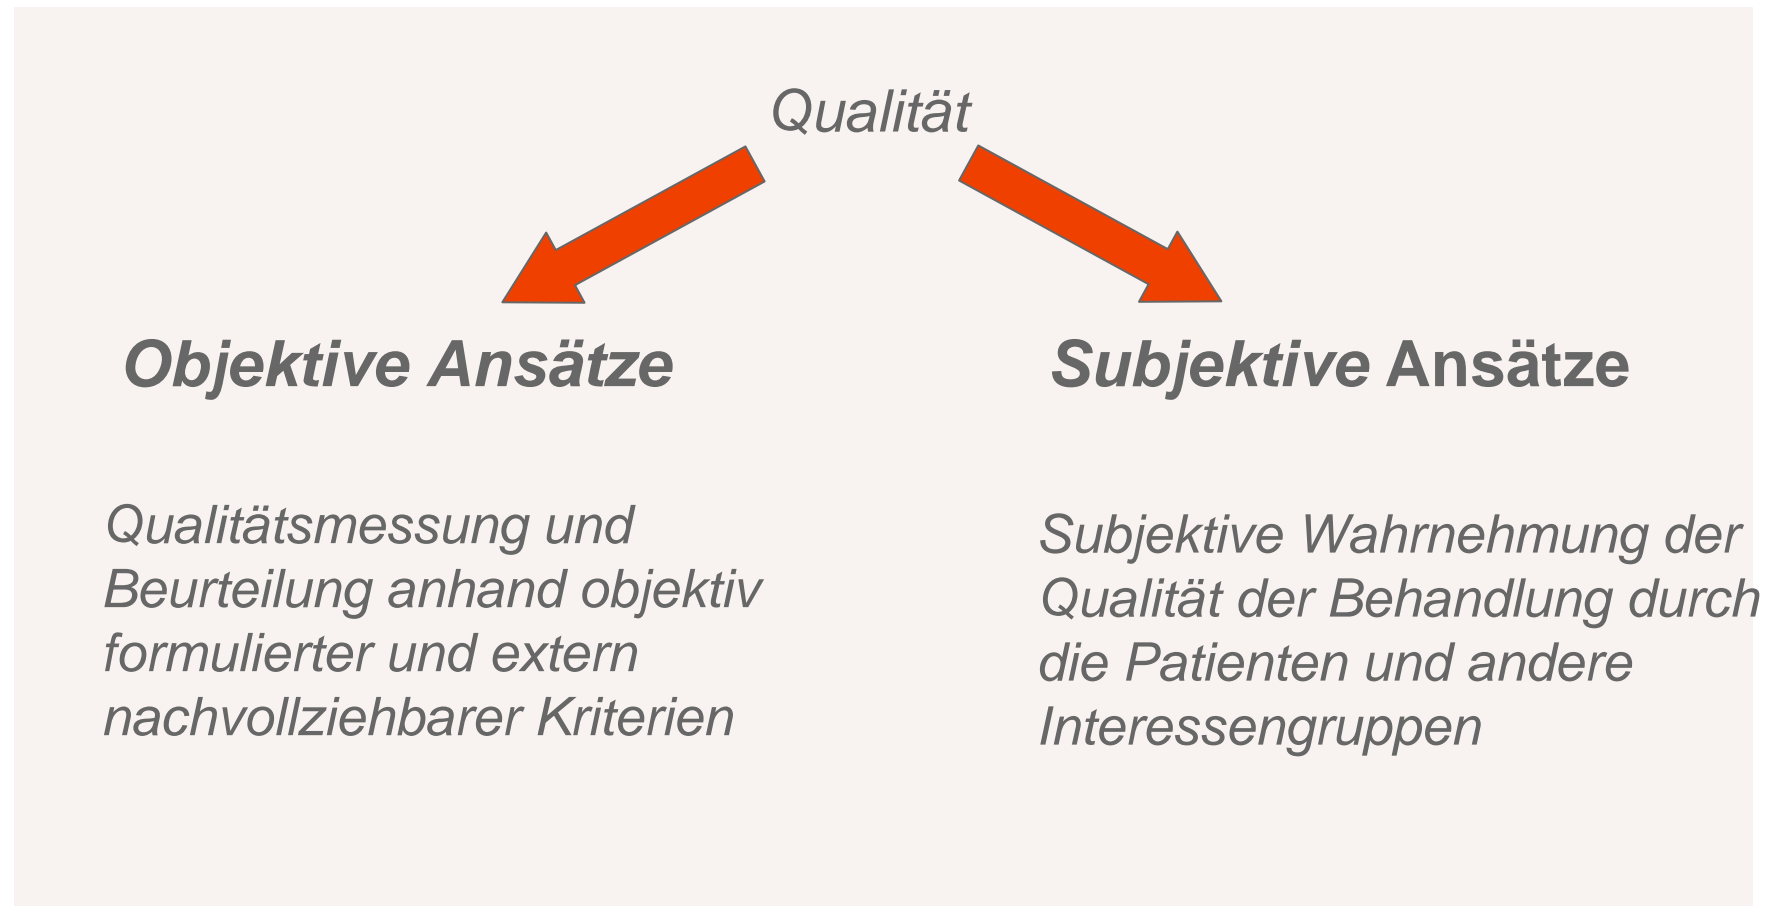 Qualität
Objektive Ansätze
Subjektive Ansätze
Qualitätsmessung und
Beurteilung anhand objektiv
formulierter und extern
nachvollziehbarer Kriterien
Subjektive Wahrnehmung der
Qualität der Behandlung durch
die Patienten und andere
Interessengruppen